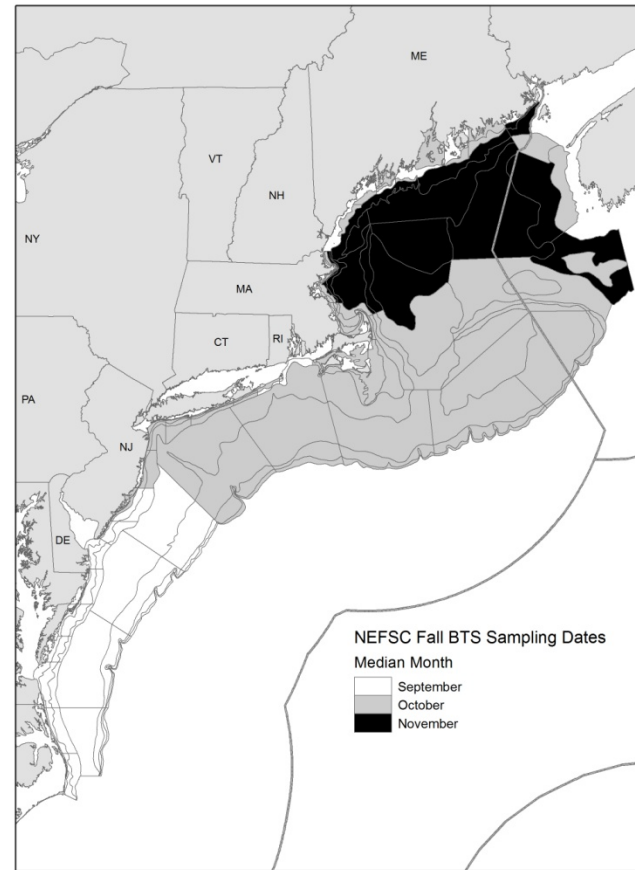 ME
VT
NH
NY
MA
CT
RI
PA
NJ
DE
NEFSC Fall BTS Sampling Dates
Median Month
September
October
November